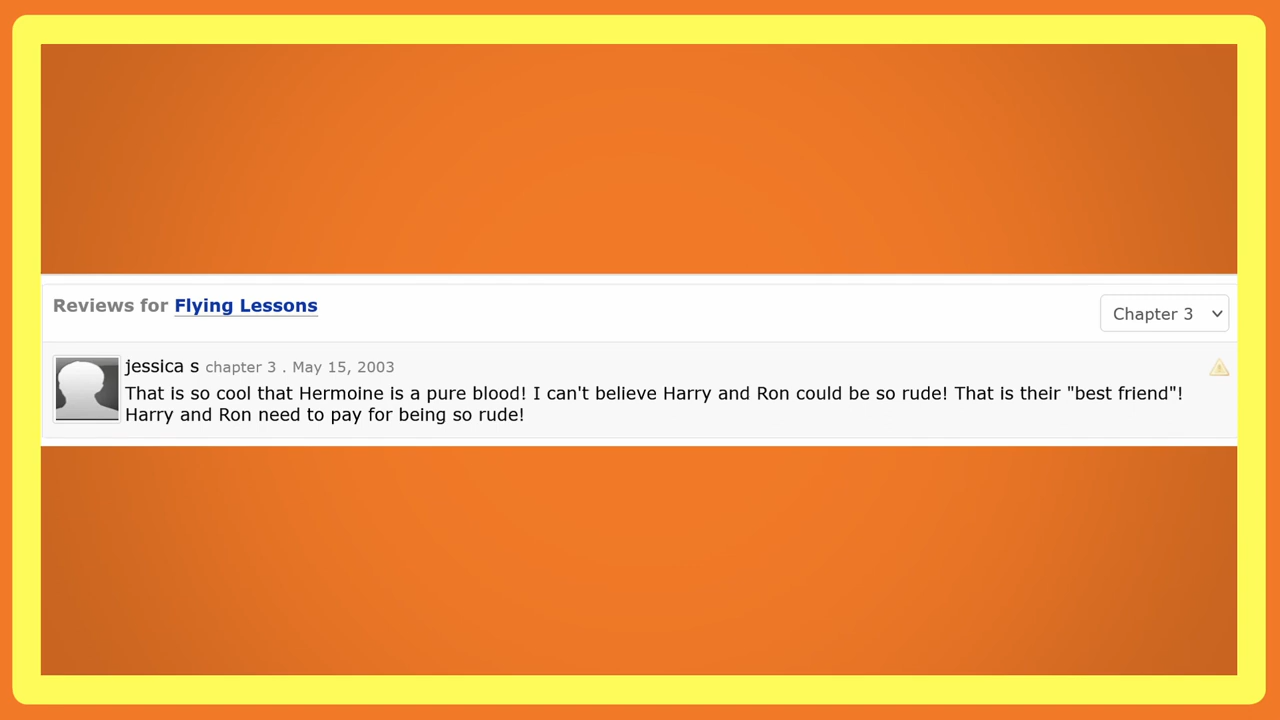 Reviews for Flying Lessons
Chapter 3
jessica s chapter 3 . May 15, 2003
That is so cool that Hermoine is a pure blood! I can't believe Harry and Ron could be so rude! That is their "best friend"!
Harry and Ron need to pay for being so rude!